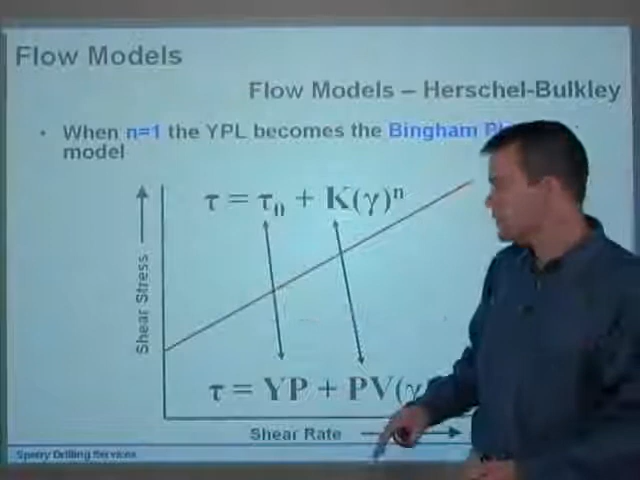 Flow Models
Flow Models – Herschel-Bulkley
• When n=1 the YPL becomes the Bingham
model
τ = τ₀ + K(γ)ⁿ
Shear Stress
τ = YP + PV(γ
Shear Rate
Sperry Drilling Services